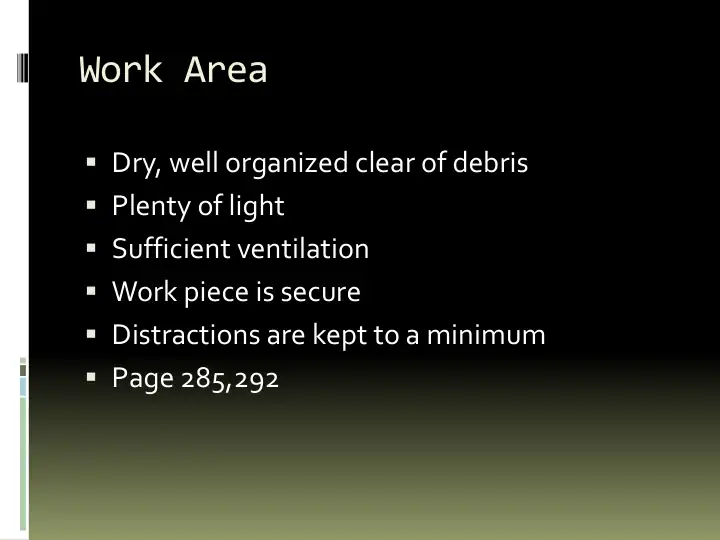 Work Area
▪ Dry, well organized clear of debris
▪ Plenty of light
▪ Sufficient ventilation
▪ Work piece is secure
▪ Distractions are kept to a minimum
▪ Page 285,292